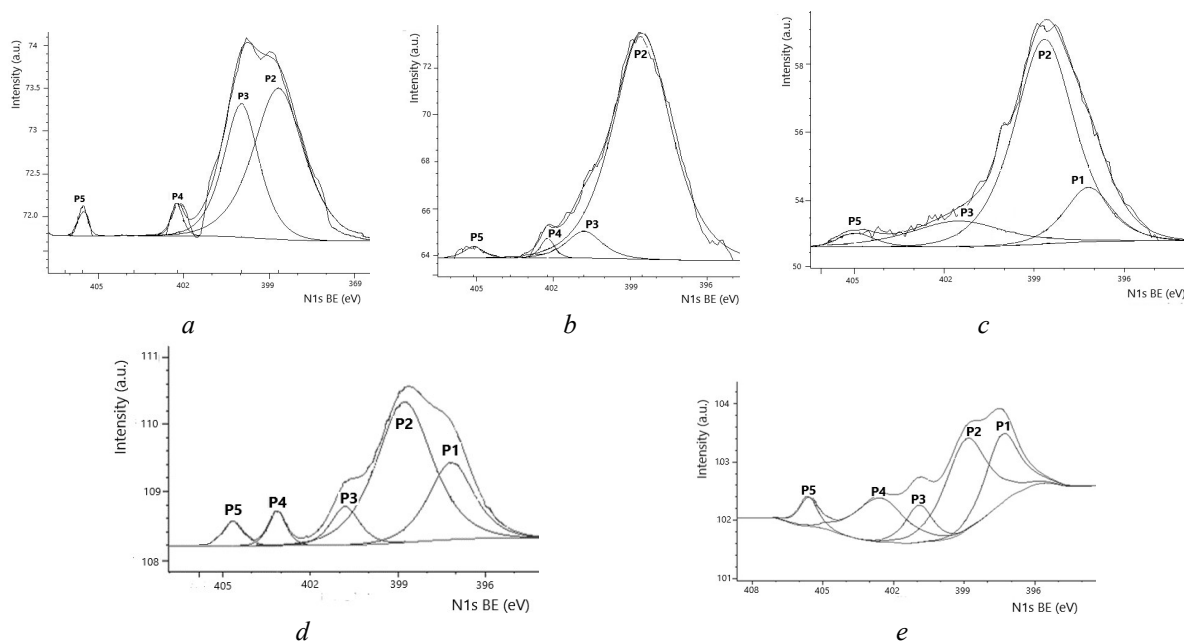 Intensity (a.u.)
74
73.5
73
72.0
P5
P4
P3
P2
405
402
399
369
N1s BE (eV)
a
Intensity (a.u.)
72
70
68
66
64
P5
P4
P3
P2
405
402
399
396
N1s BE (eV)
b
Intensity (a.u.)
58
56
54
50
P5
P3
P2
P1
402
399
396
405
N1s BE (eV)
c
Intensity (a.u.)
111
110
109
108
P5
P4
P3
P2
P1
405
402
399
396
N1s BE (eV)
d
Intensity (a.u.)
104
103
102
101
P5
P4
P3
P2
P1
408
405
402
399
396
N1s BE (eV)
e